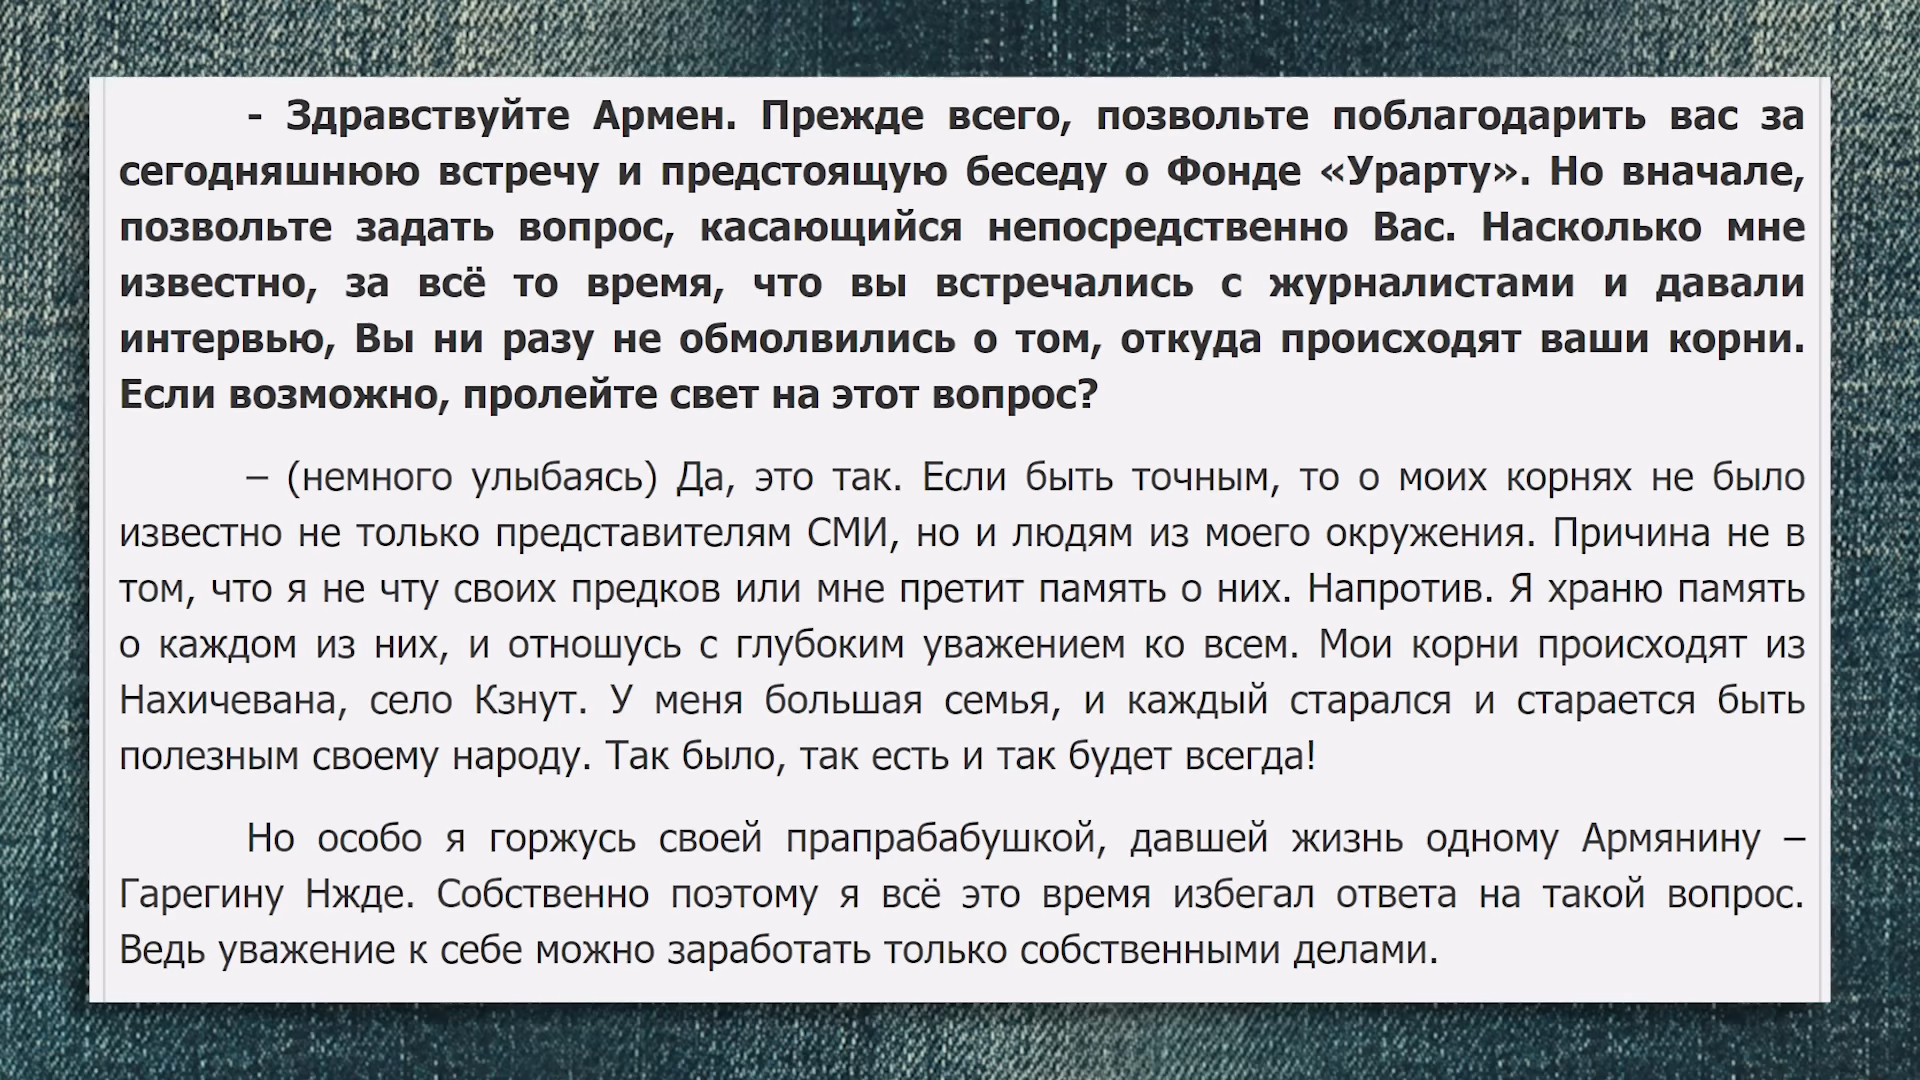 - Здравствуйте Армен. Прежде всего, позвольте поблагодарить вас за
сегодняшнюю встречу и предстоящую беседу о Фонде «Урарту». Но вначале,
позвольте задать вопрос, касающийся непосредственно Вас. Насколько мне
известно, за всё то время, что вы встречались с журналистами и давали
интервью, Вы ни разу не обмолвились о том, откуда происходят ваши корни.
Если возможно, пролейте свет на этот вопрос?
– (немного улыбаясь) Да, это так. Если быть точным, то о моих корнях не было
известно не только представителям СМИ, но и людям из моего окружения. Причина не в
том, что я не чту своих предков или мне претит память о них. Напротив. Я храню память
о каждом из них, и отношусь с глубоким уважением ко всем. Мои корни происходят из
Нахичевана, село Кзнут. У меня большая семья, и каждый старался и старается быть
полезным своему народу. Так было, так есть и так будет всегда!
Но особо я горжусь своей прапрабабушкой, давшей жизнь одному Армянину –
Гарегину Нжде. Собственно поэтому я всё это время избегал ответа на такой вопрос.
Ведь уважение к себе можно заработать только собственными делами.